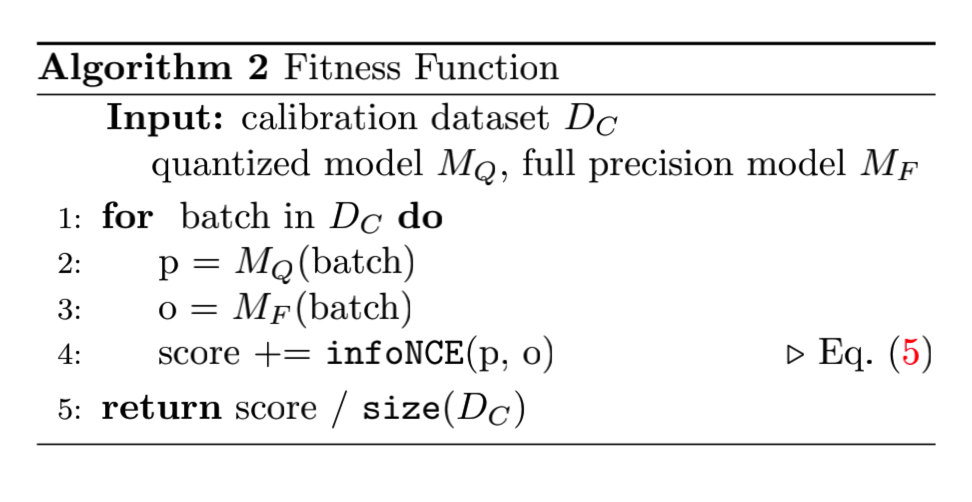 Algorithm 2 Fitness Function
Input: calibration dataset D_C
quantized model M_Q, full precision model M_F
1: for batch in D_C do
2: p = M_Q(batch)
3: o = M_F(batch)
4: score += infoNCE(p, o) ▷ Eq. (5)
5: return score / size(D_C)